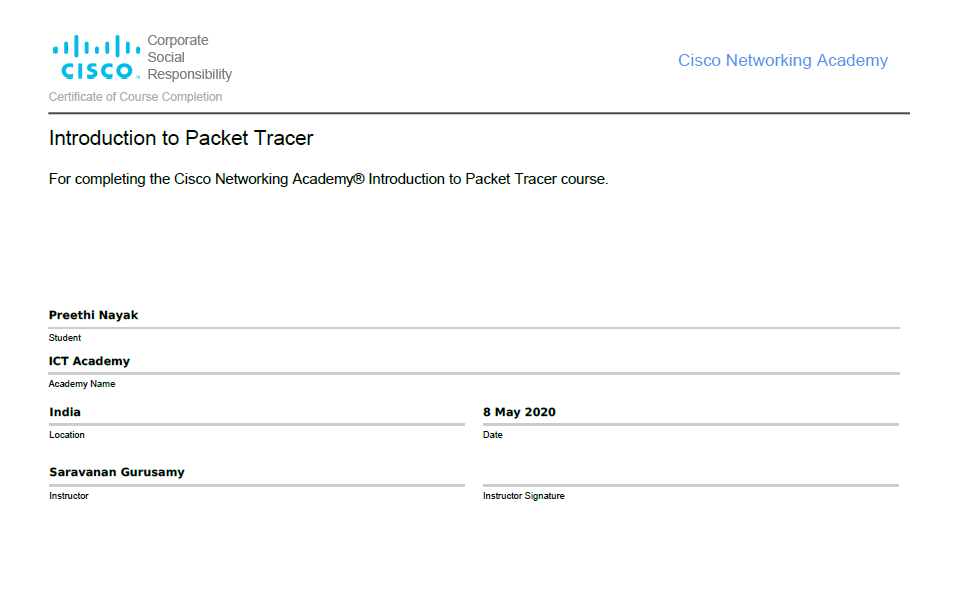 Corporate
Social
CISCO Responsibility
Cisco Networking Academy
Certificate of Course Completion
Introduction to Packet Tracer
For completing the Cisco Networking Academy® Introduction to Packet Tracer course.
Preethi Nayak
Student
ICT Academy
Academy Name
India
8 May 2020
Location
Date
Saravanan Gurusamy
Instructor
Instructor Signature